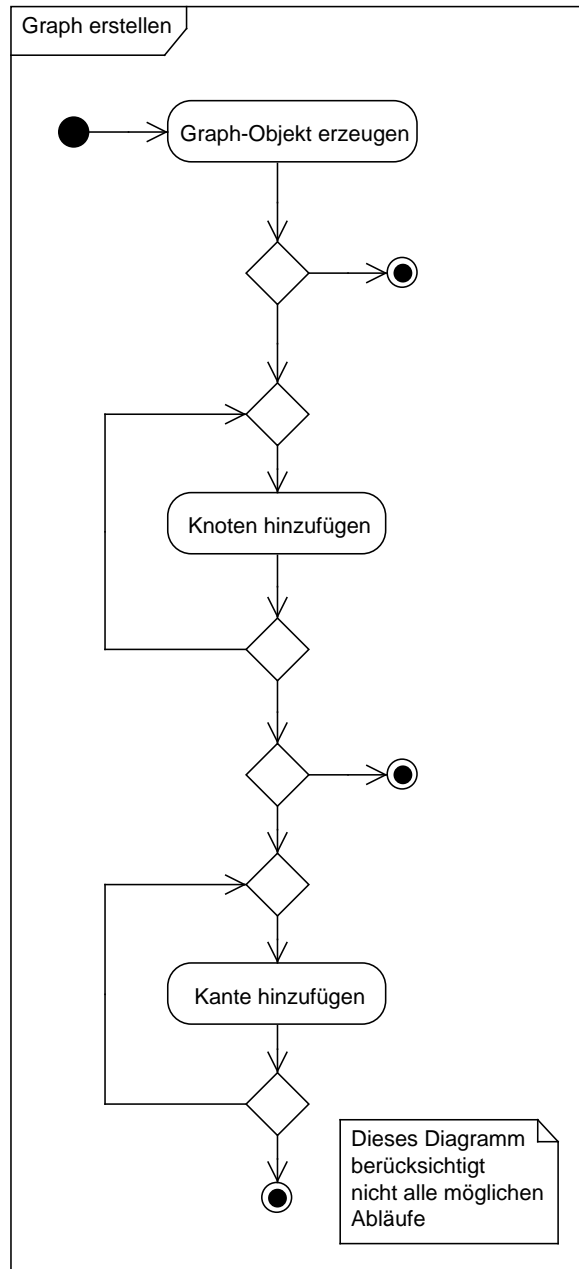 Graph erstellen
Graph-Objekt erzeugen
Knoten hinzufügen
Kante hinzufügen
Dieses Diagramm
berücksichtigt
nicht alle möglichen
Abläufe